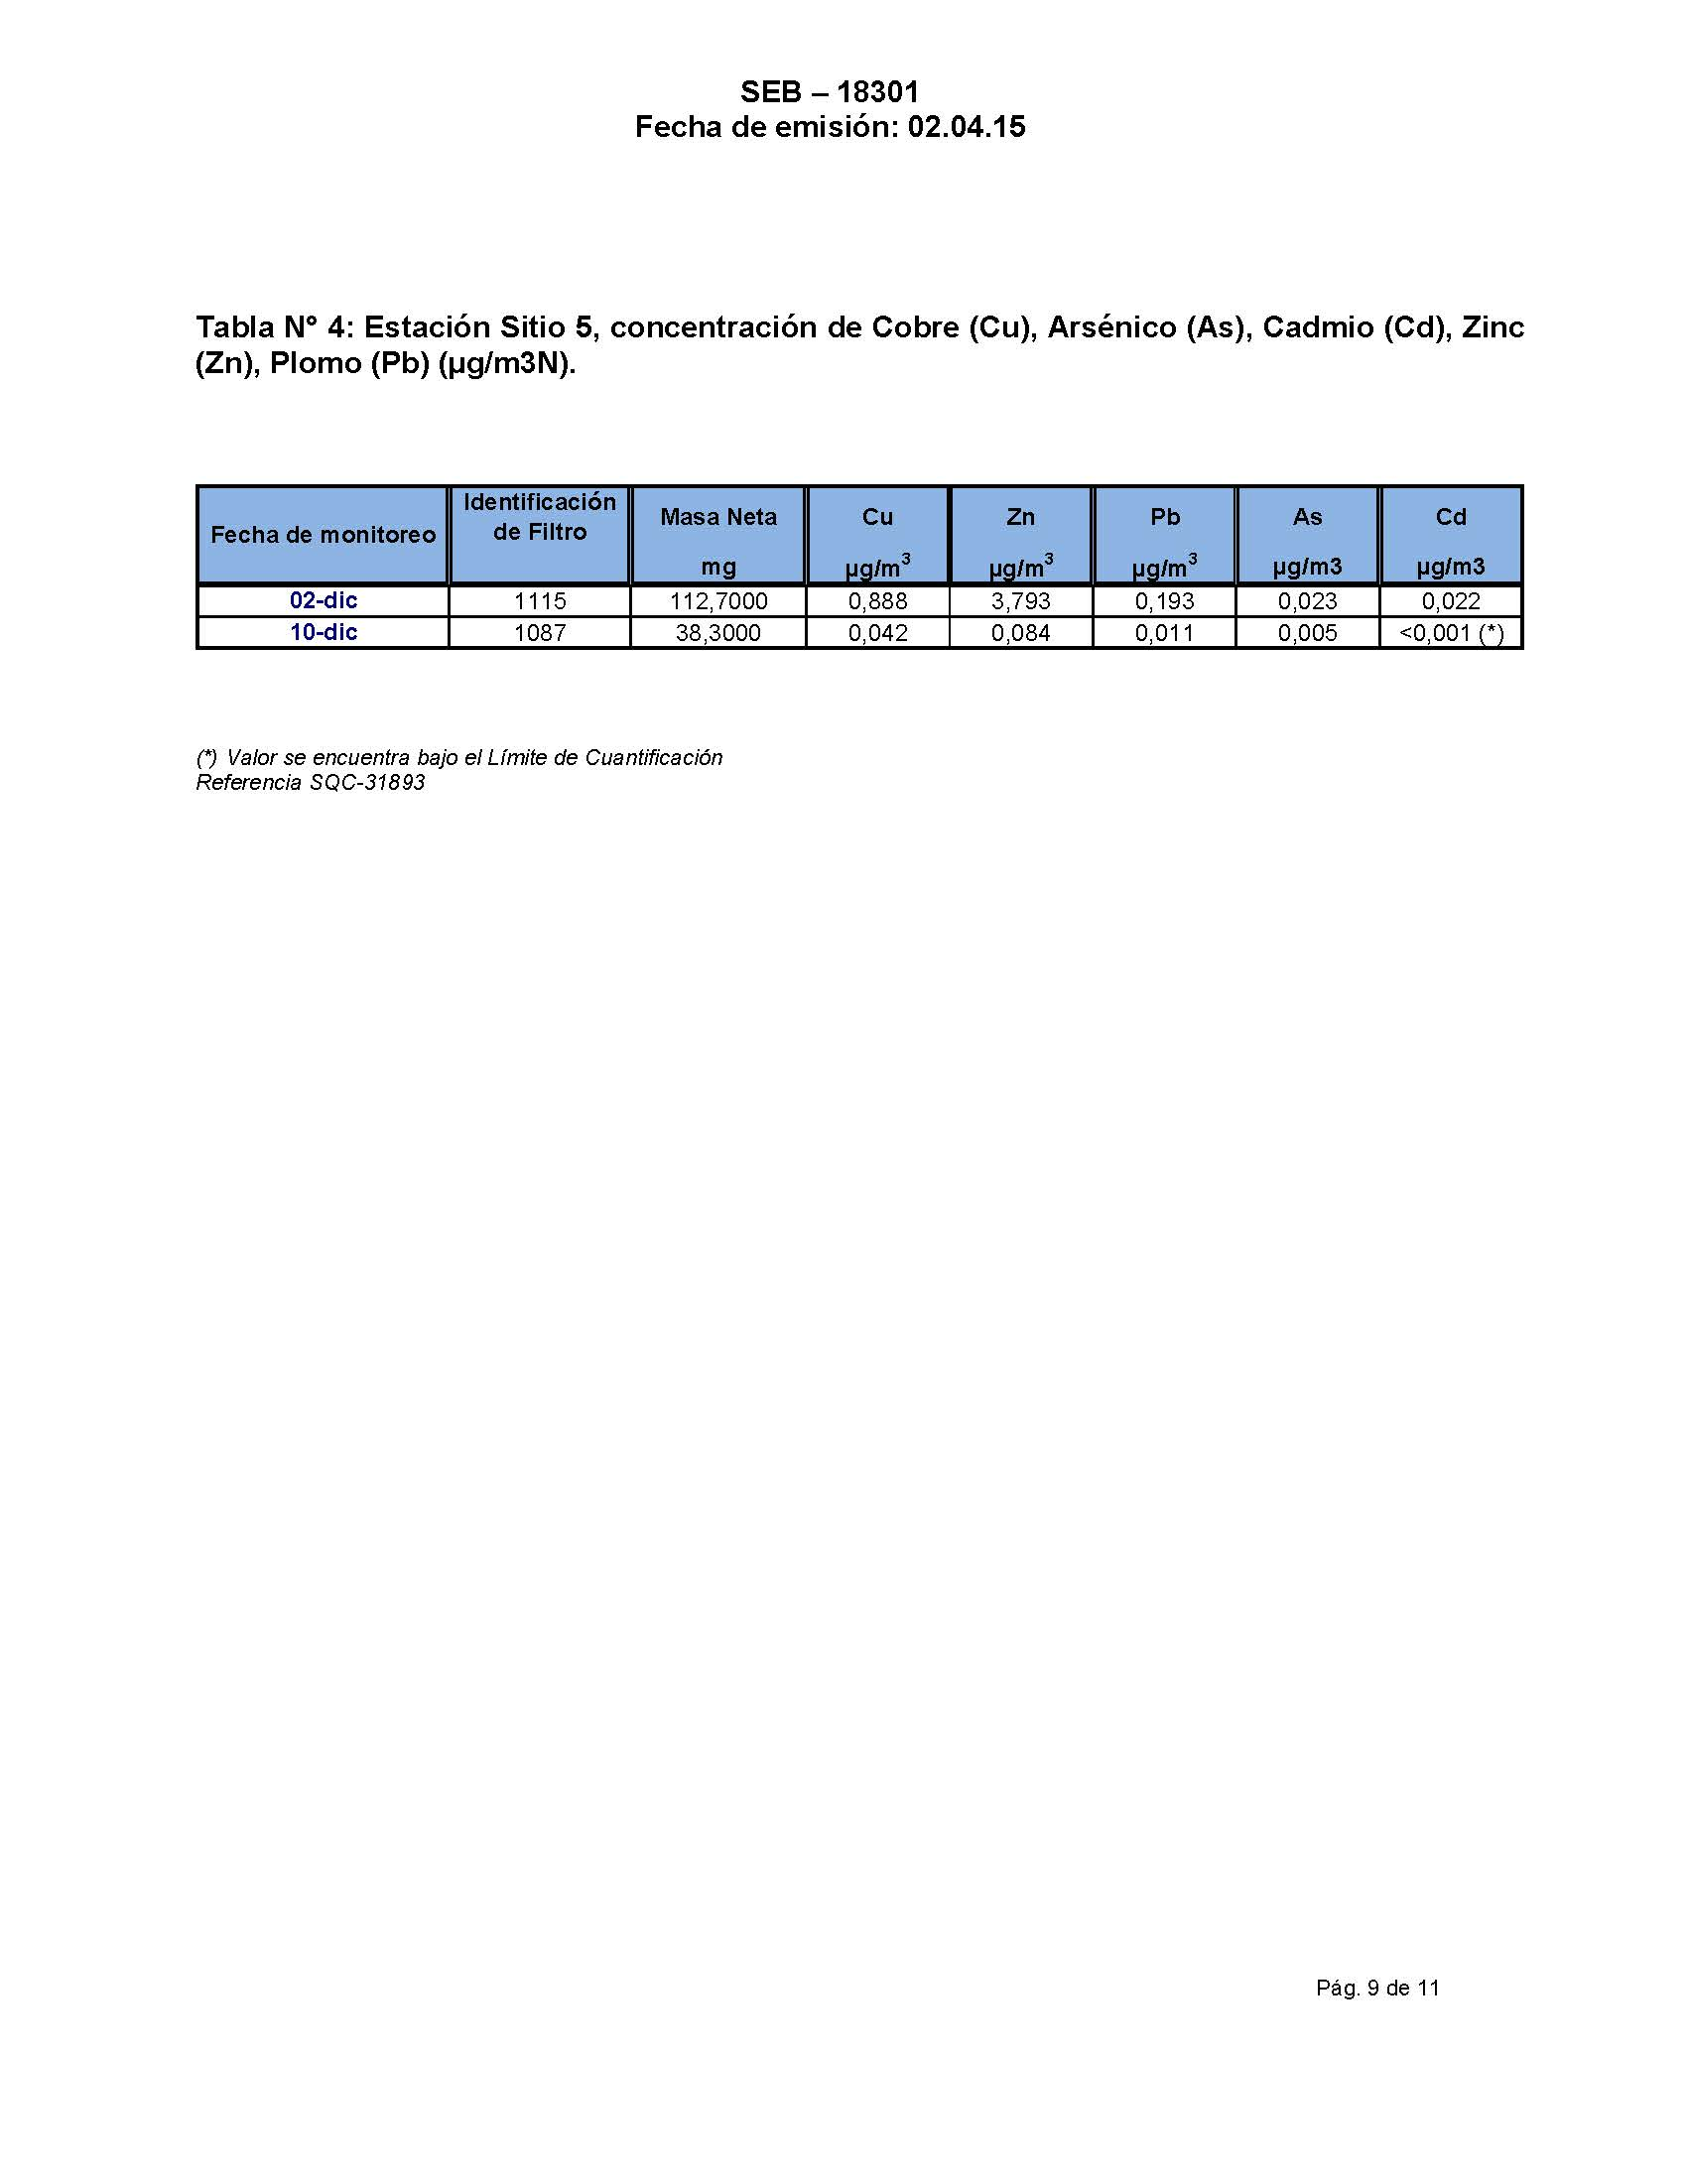 SEB – 18301
Fecha de emisión: 02.04.15
Tabla N° 4: Estación Sitio 5, concentración de Cobre (Cu), Arsénico (As), Cadmio (Cd), Zinc
(Zn), Plomo (Pb) (µg/m3N).
Fecha de monitoreo Identificación de Filtro Masa Neta mg Cu µg/m³ Zn µg/m³ Pb µg/m³ As µg/m3 Cd µg/m3
02-dic 1115 112,7000 0,888 3,793 0,193 0,023 0,022
10-dic 1087 38,3000 0,042 0,084 0,011 0,005 <0,001 (*)
(*) Valor se encuentra bajo el Límite de Cuantificación
Referencia SQC-31893
Pág. 9 de 11